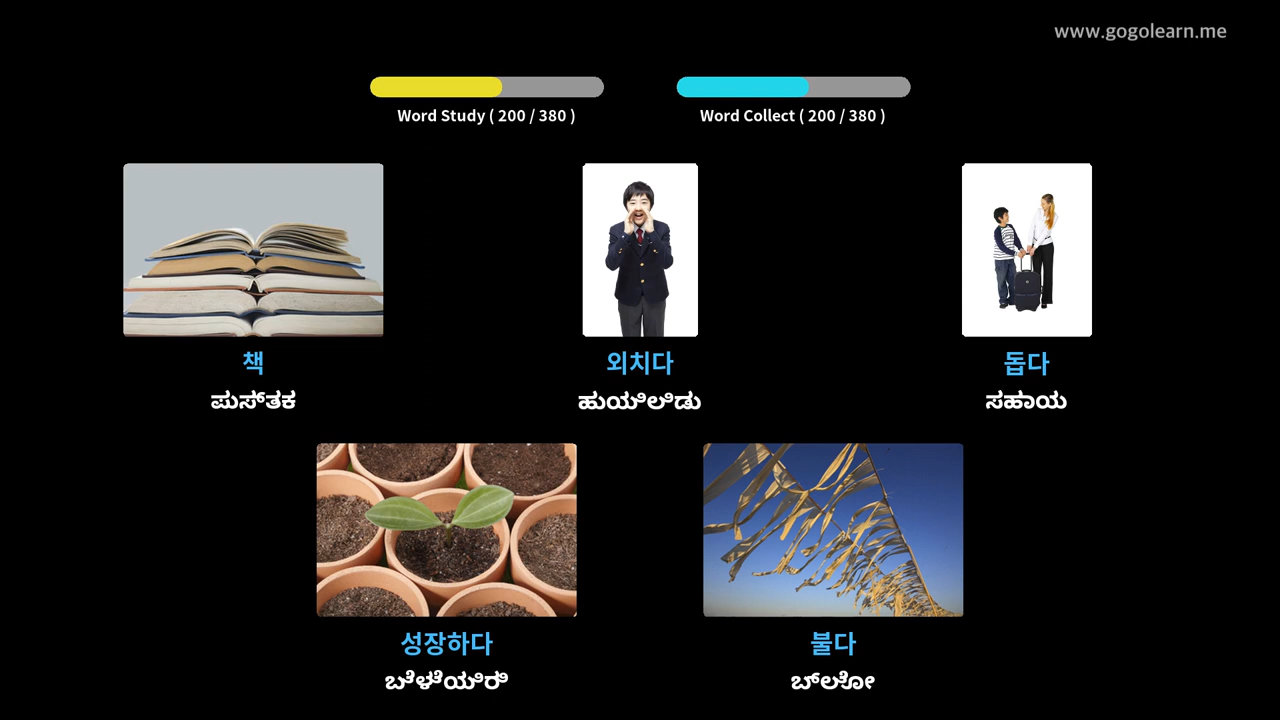 www.gogolearn.me
Word Study ( 200 / 380 )
Word Collect ( 200 / 380 )
책
외치다
돕다
ಪುಸ್ತಕ
ಹುಯಿಲಿಡು
ಸಹಾಯ
성장하다
불다
ಬೆಳೆಯಿರಿ
ಬ್ಲೋ